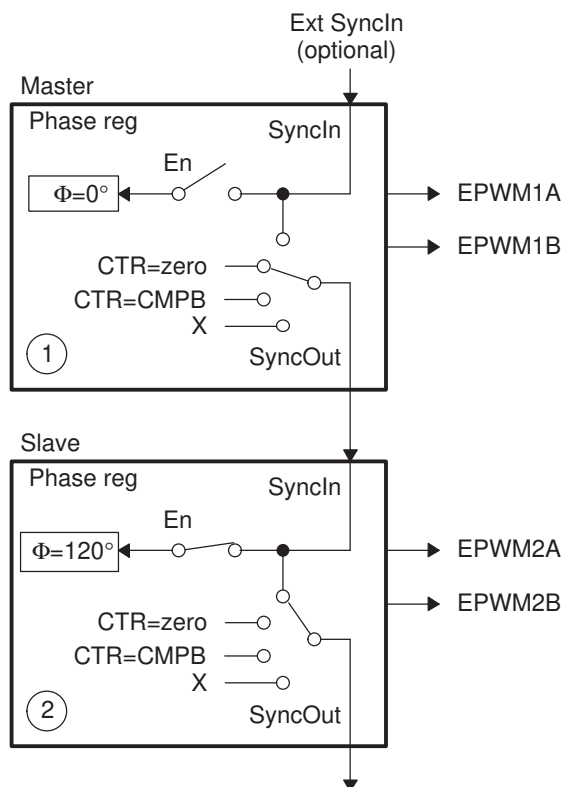 Ext SyncIn
(optional)
Master
Phase reg
SyncIn
En
Φ=0°
EPWM1A
EPWM1B
CTR=zero
CTR=CMPB
X
1
SyncOut
Slave
Phase reg
SyncIn
En
Φ=120°
EPWM2A
EPWM2B
CTR=zero
CTR=CMPB
X
2
SyncOut